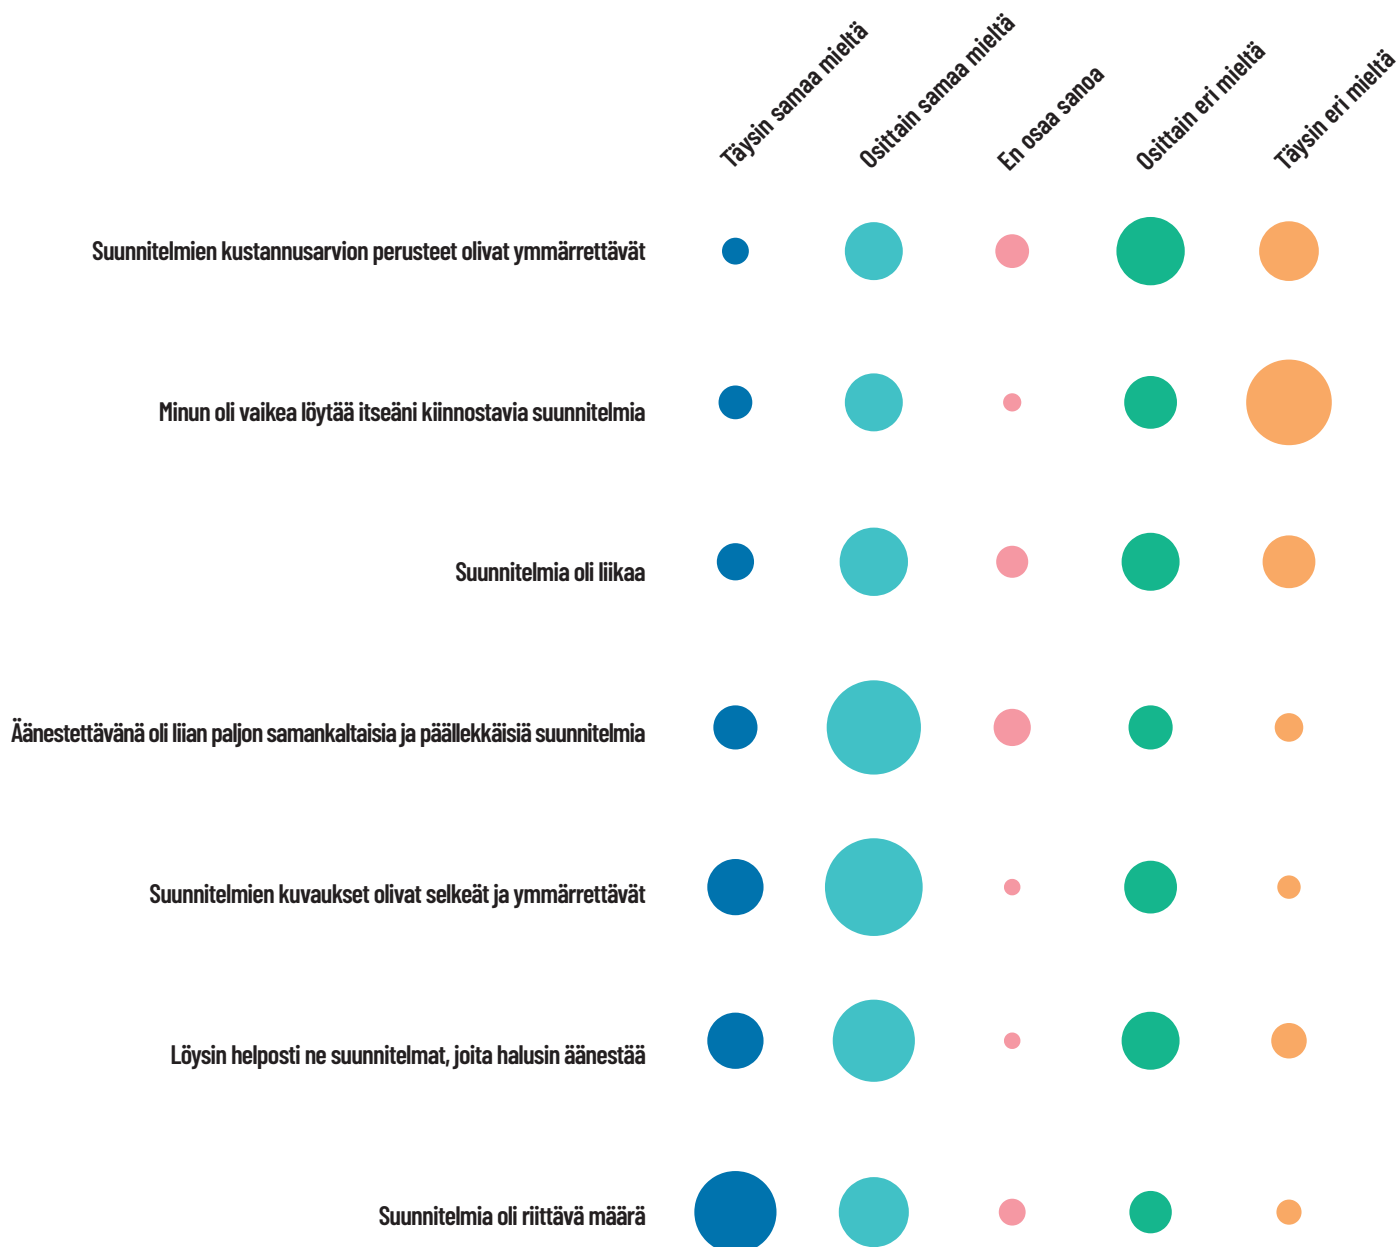 Täysin samaa mieltä
Osittain samaa mieltä
En osaa sanoa
Osittain eri mieltä
Täysin eri mieltä
Suunnitelmien kustannusarvion perusteet olivat ymmärrettävät
Minun oli vaikea löytää itseäni kiinnostavia suunnitelmia
Suunnitelmia oli liikaa
Äänestettävänä oli liian paljon samankaltaisia ja päällekkäisiä suunnitelmia
Suunnitelmien kuvaukset olivat selkeät ja ymmärrettävät
Löysin helposti ne suunnitelmat, joita halusin äänestää
Suunnitelmia oli riittävä määrä